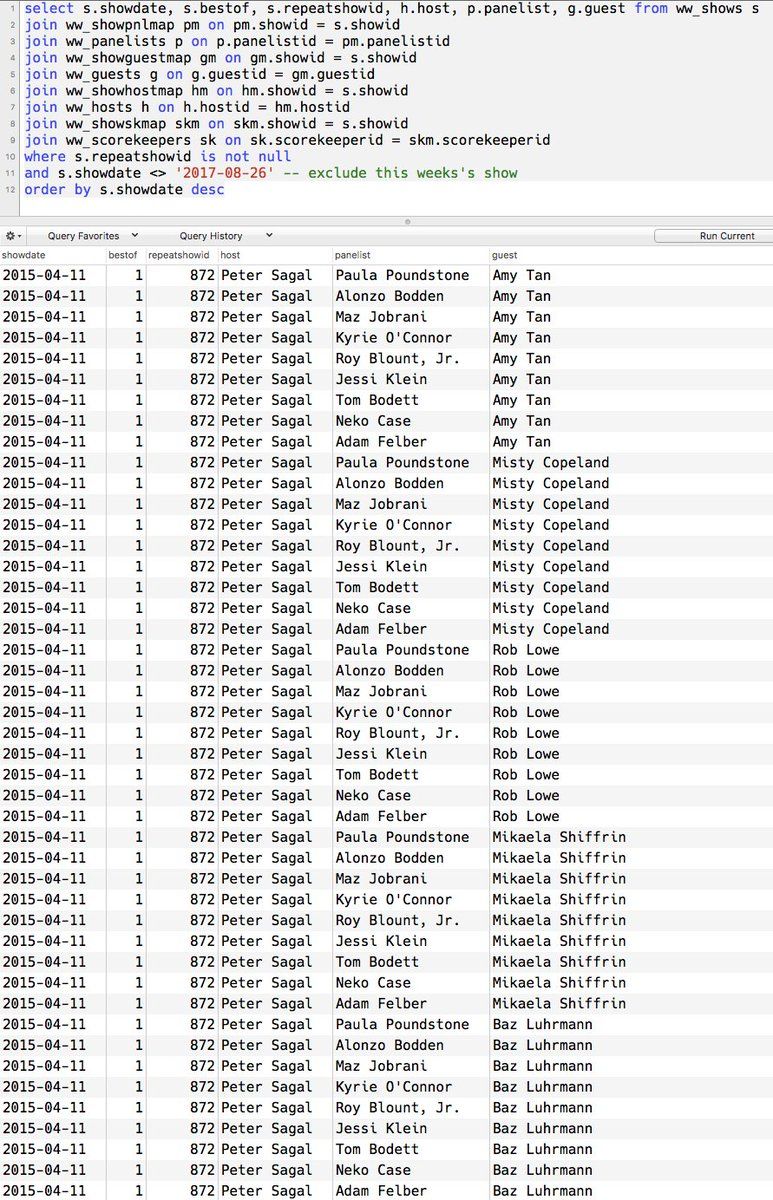 1 select s.showdate, s.bestof, s.repeatshowid, h.host, p.panelist, g.guest from ww_shows s
2 join ww_showpnlmap pm on pm.showid = s.showid
3 join ww_panelists p on p.panelistid = pm.panelistid
4 join ww_showguestmap gm on gm.showid = s.showid
5 join ww_guests g on g.guestid = gm.guestid
6 join ww_showhostmap hm on hm.showid = s.showid
7 join ww_hosts h on h.hostid = hm.hostid
8 join ww_showskmap skm on skm.showid = s.showid
9 join ww_scorekeepers sk on sk.scorekeeperid = skm.scorekeeperid
10 where s.repeatshowid is not null
11 and s.showdate <> '2017-08-26' -- exclude this weeks's show
12 order by s.showdate desc
Query Favorites Query History Run Current
showdate bestof repeatshowid host panelist guest
2015-04-11 1 872 Peter Sagal Paula Poundstone Amy Tan
2015-04-11 1 872 Peter Sagal Alonzo Bodden Amy Tan
2015-04-11 1 872 Peter Sagal Maz Jobrani Amy Tan
2015-04-11 1 872 Peter Sagal Kyrie O'Connor Amy Tan
2015-04-11 1 872 Peter Sagal Roy Blount, Jr. Amy Tan
2015-04-11 1 872 Peter Sagal Jessi Klein Amy Tan
2015-04-11 1 872 Peter Sagal Tom Bodett Amy Tan
2015-04-11 1 872 Peter Sagal Neko Case Amy Tan
2015-04-11 1 872 Peter Sagal Adam Felber Amy Tan
2015-04-11 1 872 Peter Sagal Paula Poundstone Misty Copeland
2015-04-11 1 872 Peter Sagal Alonzo Bodden Misty Copeland
2015-04-11 1 872 Peter Sagal Maz Jobrani Misty Copeland
2015-04-11 1 872 Peter Sagal Kyrie O'Connor Misty Copeland
2015-04-11 1 872 Peter Sagal Roy Blount, Jr. Misty Copeland
2015-04-11 1 872 Peter Sagal Jessi Klein Misty Copeland
2015-04-11 1 872 Peter Sagal Tom Bodett Misty Copeland
2015-04-11 1 872 Peter Sagal Neko Case Misty Copeland
2015-04-11 1 872 Peter Sagal Adam Felber Misty Copeland
2015-04-11 1 872 Peter Sagal Paula Poundstone Rob Lowe
2015-04-11 1 872 Peter Sagal Alonzo Bodden Rob Lowe
2015-04-11 1 872 Peter Sagal Maz Jobrani Rob Lowe
2015-04-11 1 872 Peter Sagal Kyrie O'Connor Rob Lowe
2015-04-11 1 872 Peter Sagal Roy Blount, Jr. Rob Lowe
2015-04-11 1 872 Peter Sagal Jessi Klein Rob Lowe
2015-04-11 1 872 Peter Sagal Tom Bodett Rob Lowe
2015-04-11 1 872 Peter Sagal Neko Case Rob Lowe
2015-04-11 1 872 Peter Sagal Adam Felber Rob Lowe
2015-04-11 1 872 Peter Sagal Paula Poundstone Mikaela Shiffrin
2015-04-11 1 872 Peter Sagal Alonzo Bodden Mikaela Shiffrin
2015-04-11 1 872 Peter Sagal Maz Jobrani Mikaela Shiffrin
2015-04-11 1 872 Peter Sagal Kyrie O'Connor Mikaela Shiffrin
2015-04-11 1 872 Peter Sagal Roy Blount, Jr. Mikaela Shiffrin
2015-04-11 1 872 Peter Sagal Jessi Klein Mikaela Shiffrin
2015-04-11 1 872 Peter Sagal Tom Bodett Mikaela Shiffrin
2015-04-11 1 872 Peter Sagal Neko Case Mikaela Shiffrin
2015-04-11 1 872 Peter Sagal Adam Felber Mikaela Shiffrin
2015-04-11 1 872 Peter Sagal Paula Poundstone Baz Luhrmann
2015-04-11 1 872 Peter Sagal Alonzo Bodden Baz Luhrmann
2015-04-11 1 872 Peter Sagal Maz Jobrani Baz Luhrmann
2015-04-11 1 872 Peter Sagal Kyrie O'Connor Baz Luhrmann
2015-04-11 1 872 Peter Sagal Roy Blount, Jr. Baz Luhrmann
2015-04-11 1 872 Peter Sagal Jessi Klein Baz Luhrmann
2015-04-11 1 872 Peter Sagal Tom Bodett Baz Luhrmann
2015-04-11 1 872 Peter Sagal Neko Case Baz Luhrmann
2015-04-11 1 872 Peter Sagal Adam Felber Baz Luhrmann